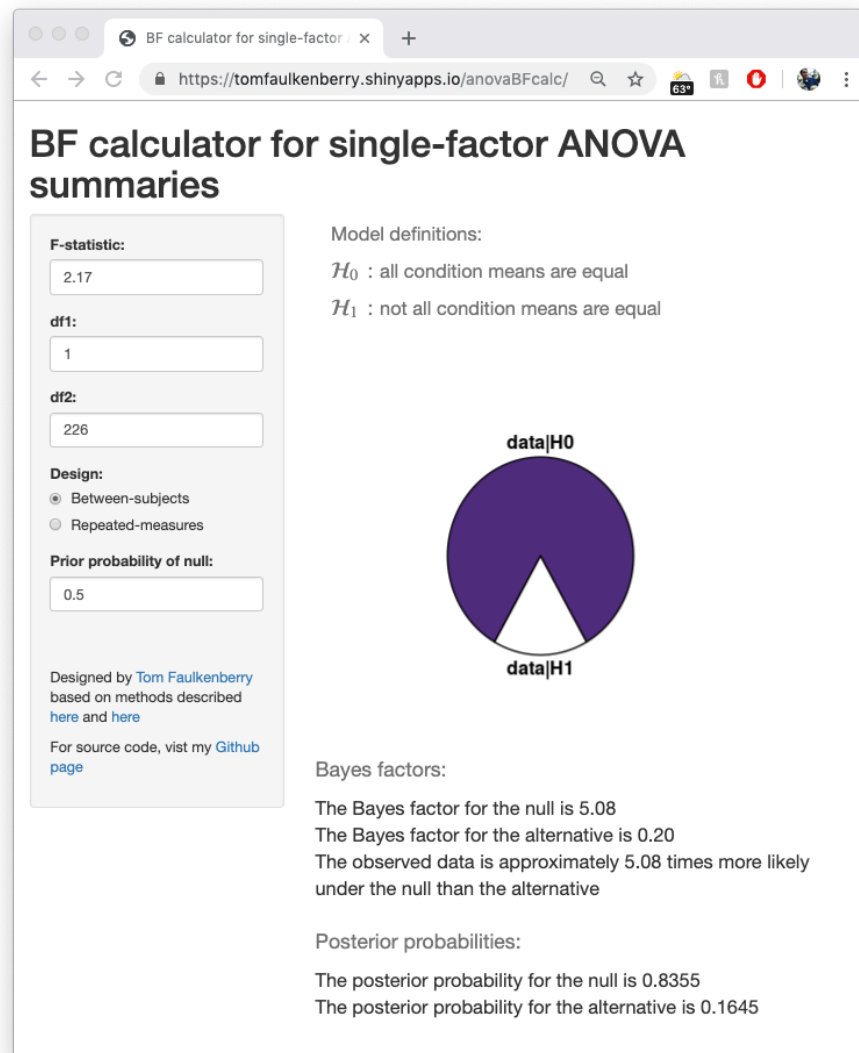 BF calculator for single-factor
https://tomfaulkenberry.shinyapps.io/anovaBFcalc/
63°
BF calculator for single-factor ANOVA
summaries
F-statistic:
2.17
df1:
1
df2:
226
Design:
Between-subjects
Repeated-measures
Prior probability of null:
0.5
Designed by Tom Faulkenberry
based on methods described
here and here
For source code, vist my Github
page
Model definitions:
ℋ₀ : all condition means are equal
ℋ₁ : not all condition means are equal
data|H0
data|H1
Bayes factors:
The Bayes factor for the null is 5.08
The Bayes factor for the alternative is 0.20
The observed data is approximately 5.08 times more likely
under the null than the alternative
Posterior probabilities:
The posterior probability for the null is 0.8355
The posterior probability for the alternative is 0.1645